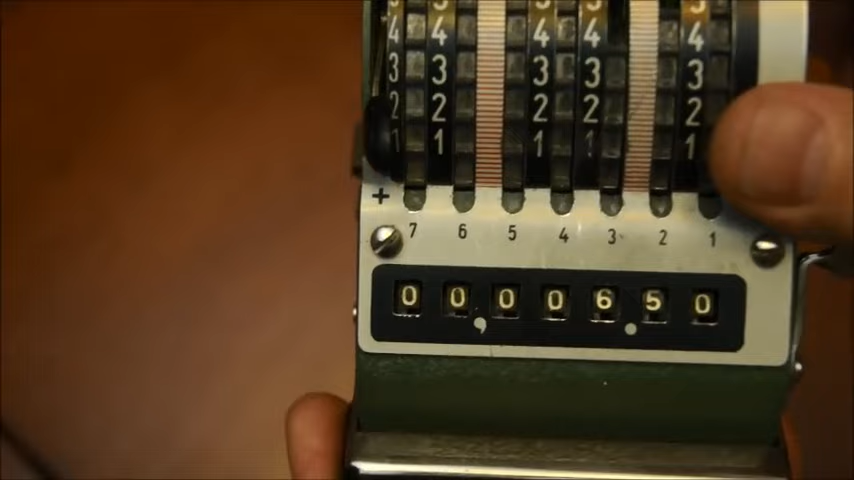 4 4 4 4 4
3 3 3 3 3
2 2 2 2 2
1 1 1 1 1
+
7 6 5 4 3 2 1
0 0,0 0 6.5 0